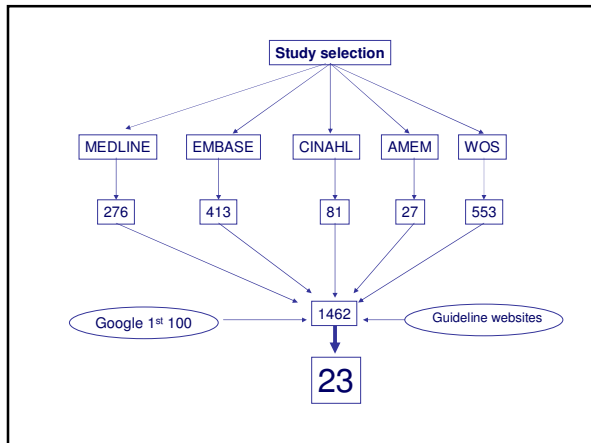 Study selection
MEDLINE
EMBASE
CINAHL
AMEM
WOS
276
413
81
27
553
1462
Google 1st 100
Guideline websites
23